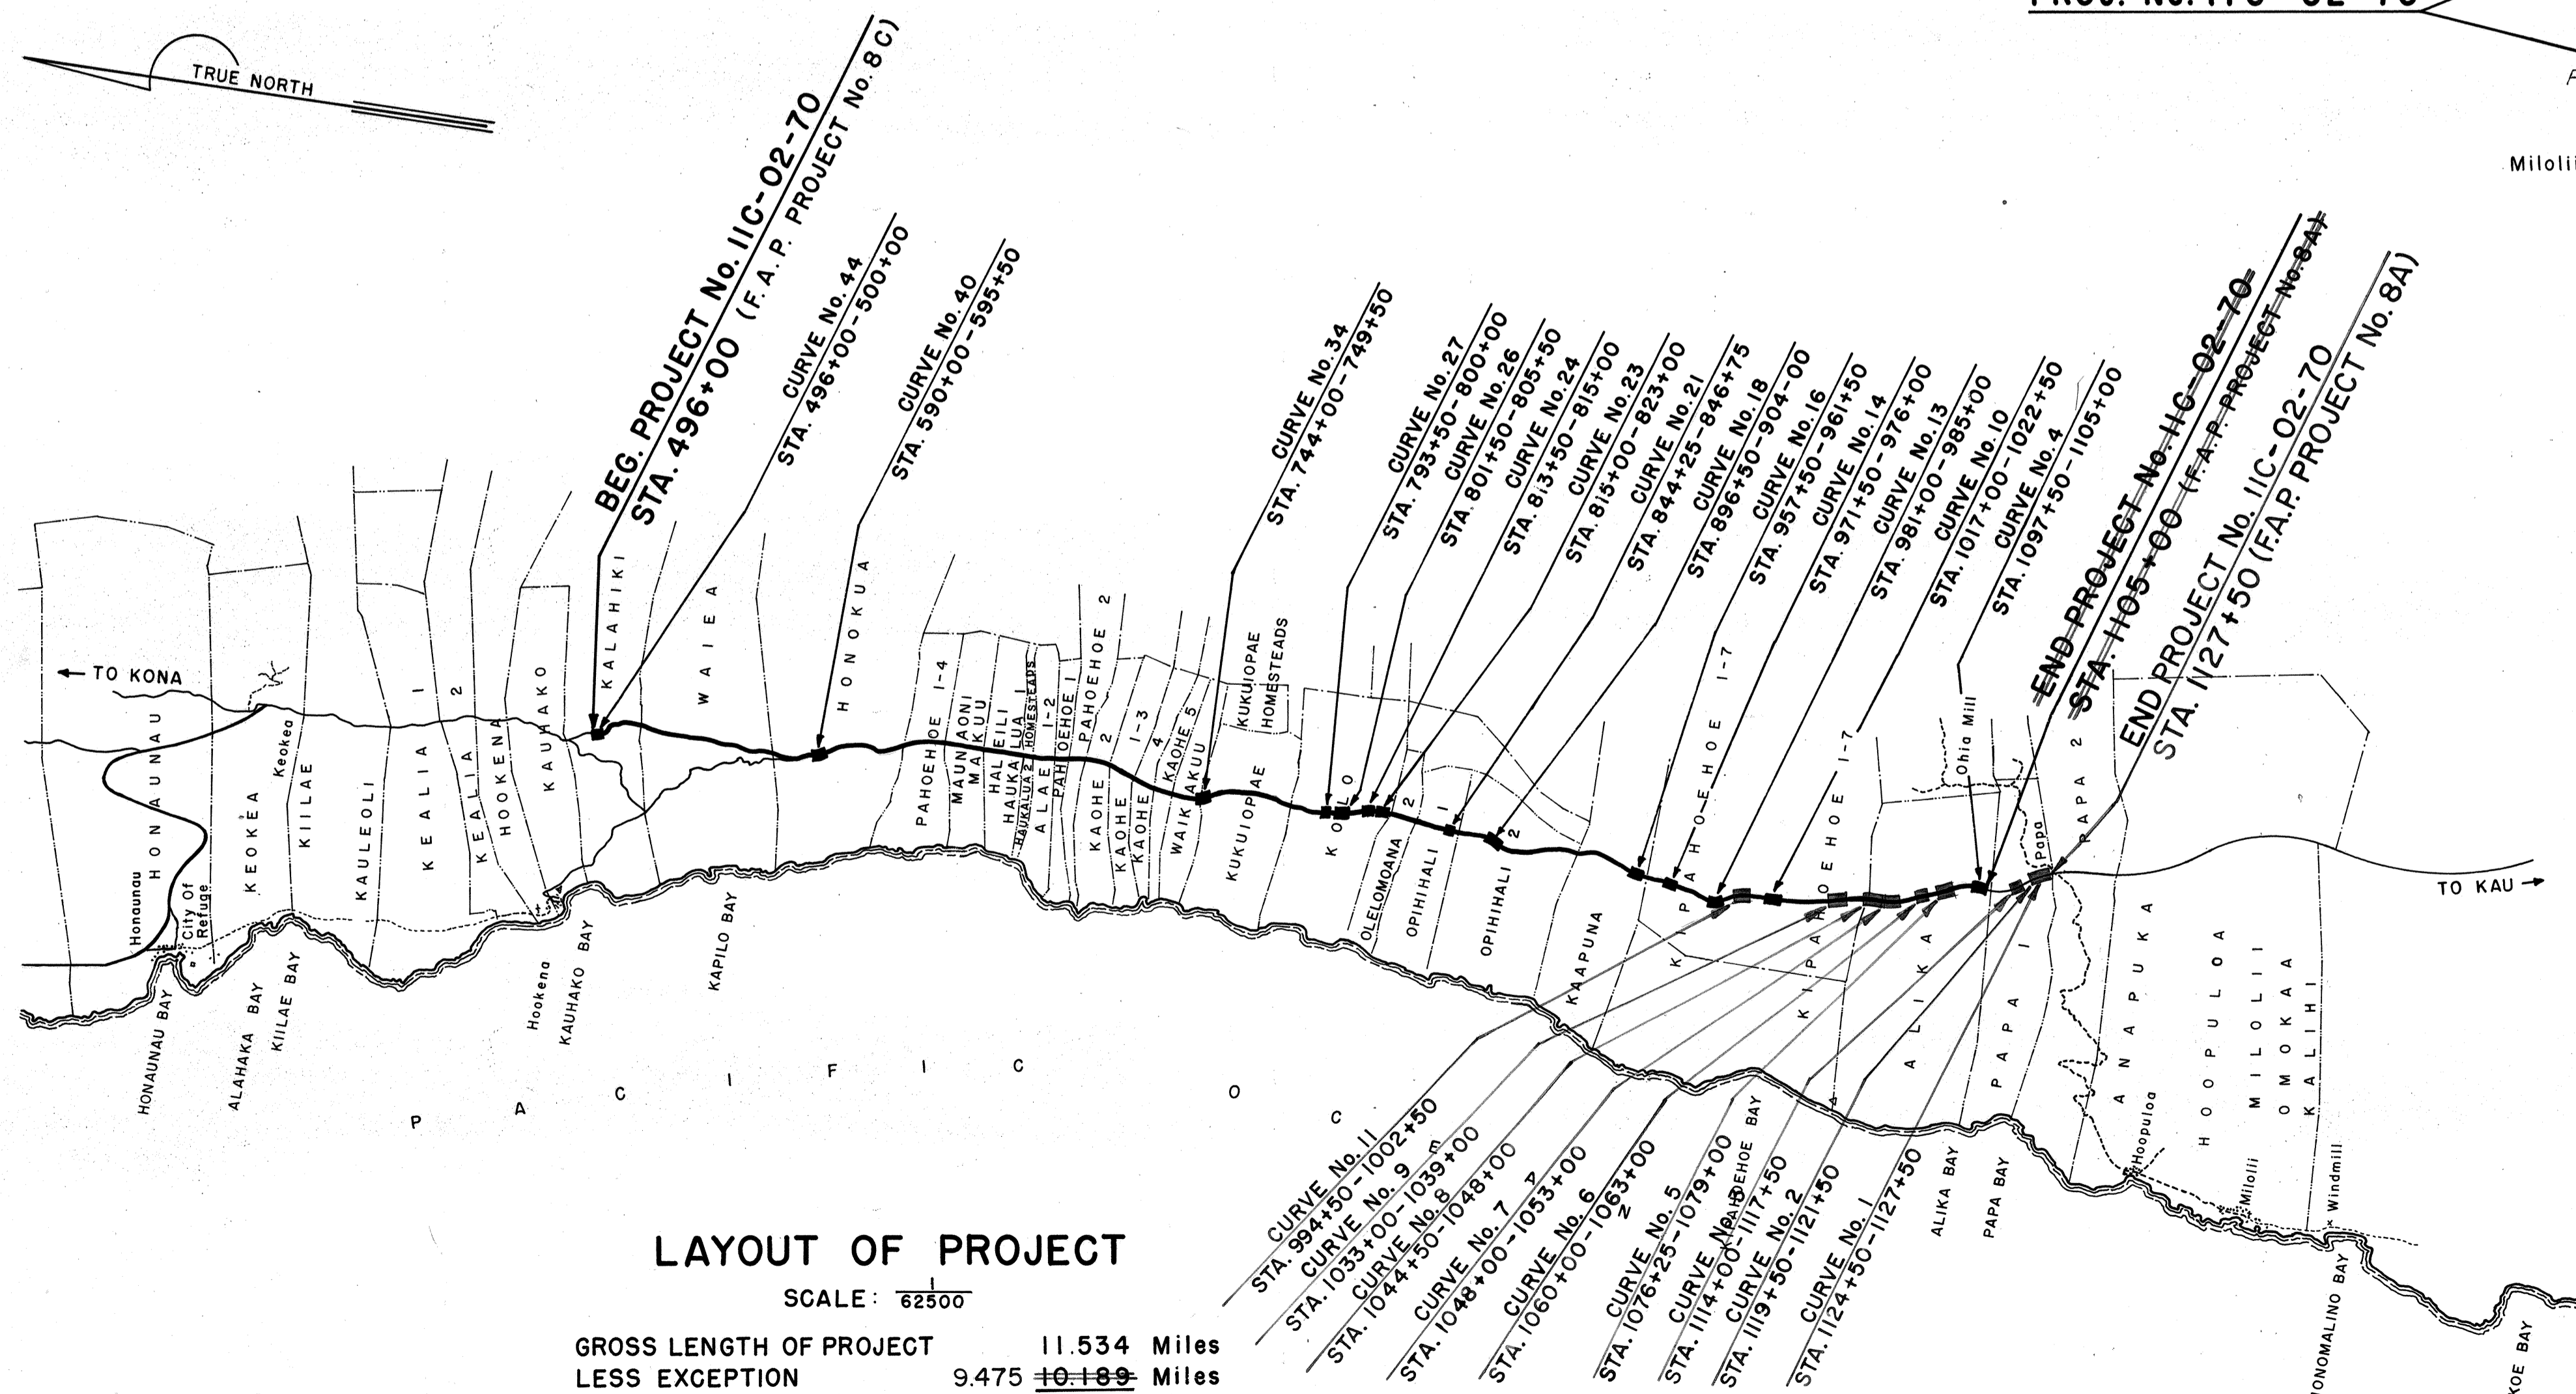 PROJ. No. 11C-02-70
TRUE NORTH
Milolii
BEG. PROJECT No. 11C-02-70
STA. 496+00 (F.A.P. PROJECT No. 8C)
CURVE No. 44
STA. 496+00-500+00
CURVE No. 40
STA. 590+00-595+50
CURVE No. 34
STA. 744+00-749+50
CURVE No. 27
STA. 793+50-800+00
CURVE No. 26
STA. 801+50-805+50
CURVE No. 24
STA. 813+50-815+00
CURVE No. 23
STA. 815+00-823+00
CURVE No. 21
STA. 844+25-846+75
CURVE No. 18
STA. 896+50-904-00
CURVE No. 16
STA. 957+50-961+50
CURVE No. 14
STA. 971+50-976+00
CURVE No. 13
STA. 981+00-985+00
CURVE No. 10
STA. 1017+00-1022+50
CURVE No. 4
STA. 1097+50-1105+00
END PROJECT No. 11C-02-70
STA. 1105+00 (F.A.P. PROJECT No. 8A)
END PROJECT No. 11C-02-70
STA. 1127+50 (F.A.P. PROJECT No. 8A)
TO KONA
HONAUNAU
Keokea
KEOKEA
KIILAE
KAULEOLI
KEALIA 1
KEALIA 2
HOOKENA
KAUHAKO
KALAHIKI
WAIEA
HONOKUA
PAHOEHOE 1-4
MAUNAONI
MAKUU
HALEILI
HAUKALUA 1
HAUKALUA 2 HOMESTEADS
ALAE 1-2
PAHOEHOE 1
PAHOEHOE 2
KAOHE 2
KAOHE 1-3
KAOHE 4
KAOHE 5
WAIKAKUU
KUKUIOPAE
KUKUIOPAE
HOMESTEADS
KOLO
OLELOMOANA 2
OPIHIHALI 1
OPIHIHALI 2
KAAPUNA
KIPAHOEHOE 1-7
KIPAHOEHOE 1-7
ALIKA
ALIKA
Ohia Mill
PAPA 1
Papa
PAPA 2
ANAPUKA
HOOPULOA
MILOLII
OMOKAA
KALIHI
TO KAU
Honaunau
City Of
Refuge
HONAUNAU BAY
ALAHAKA BAY
KIILAE BAY
Hookena
KAUHAKO BAY
KAPILO BAY
PACIFIC OCEAN
KIPAHOEHOE BAY
ALIKA BAY
PAPA BAY
Hoopuloa
Milolii
Windmill
HONOMALINO BAY
KOE BAY
CURVE No. 11
STA. 994+50-1002+50
CURVE No. 9
STA. 1033+00-1039+00
CURVE No. 8
STA. 1044+50-1048+00
CURVE No. 7
STA. 1048+00-1053+00
CURVE No. 6
STA. 1060+00-1063+00
CURVE No. 5
STA. 1076+25-1079+00
CURVE No. 3
STA. 1114+00-1117+50
CURVE No. 2
STA. 1119+50-1121+50
CURVE No. 1
STA. 1124+50-1127+50
LAYOUT OF PROJECT
SCALE: 1/62500
GROSS LENGTH OF PROJECT 11.534 Miles
LESS EXCEPTION 9.475 10.189 Miles